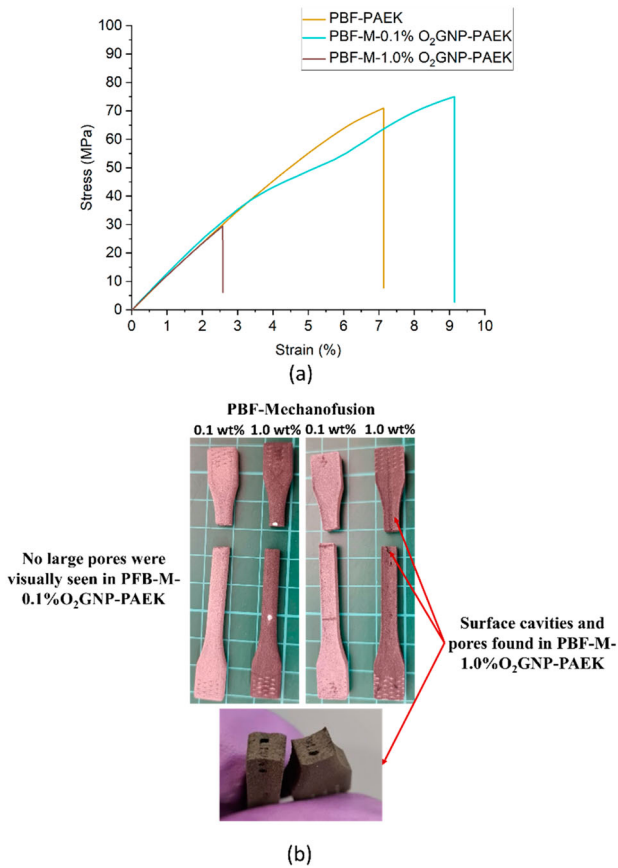 100
90
80
70
60
50
40
30
20
10
0
Stress (MPa)
PBF-PAEK
PBF-M-0.1% O₂GNP-PAEK
PBF-M-1.0% O₂GNP-PAEK
0 1 2 3 4 5 6 7 8 9 10
Strain (%)
(a)
PBF-Mechanofusion
0.1 wt% 1.0 wt% 0.1 wt% 1.0 wt%
No large pores were
visually seen in PFB-M-
0.1%O₂GNP-PAEK
Surface cavities and
pores found in PBF-M-
1.0%O₂GNP-PAEK
(b)